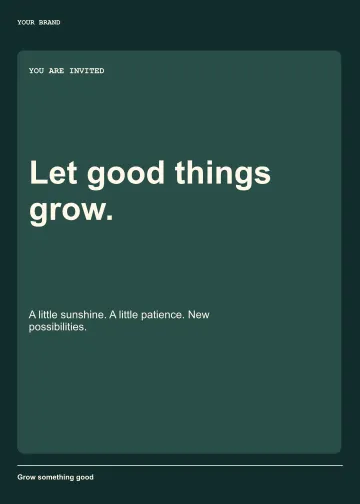 YOUR BRAND
YOU ARE INVITED
Let good things
grow.
A little sunshine. A little patience. New
possibilities.
Grow something good